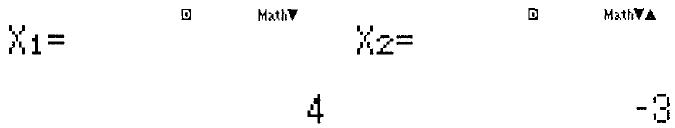 D Math▼ D Math▼▲
X₁= X₂=
4 -3